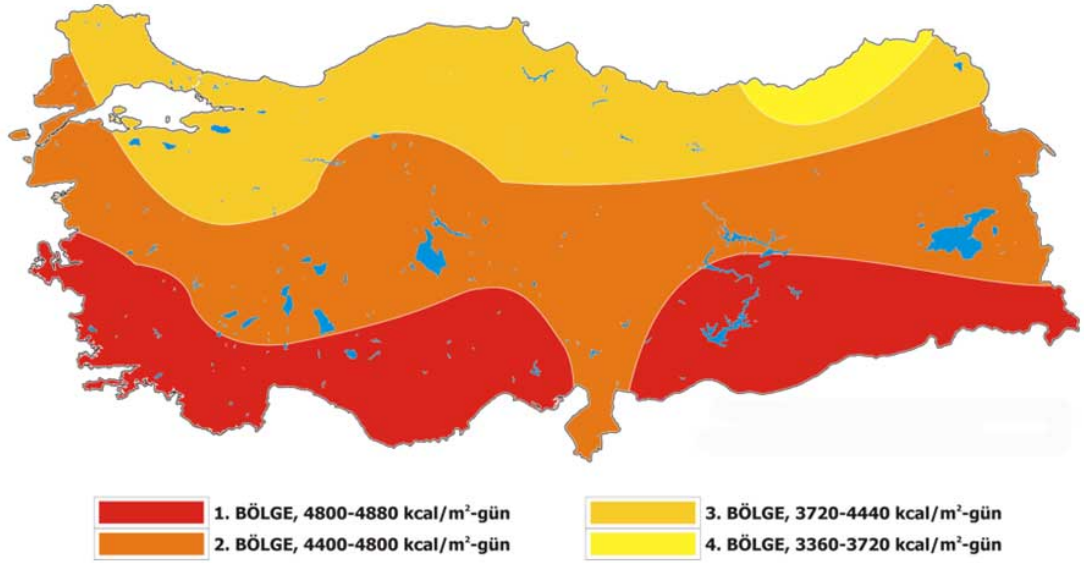 1. BÖLGE, 4800-4880 kcal/m²-gün
2. BÖLGE, 4400-4800 kcal/m²-gün
3. BÖLGE, 3720-4440 kcal/m²-gün
4. BÖLGE, 3360-3720 kcal/m²-gün